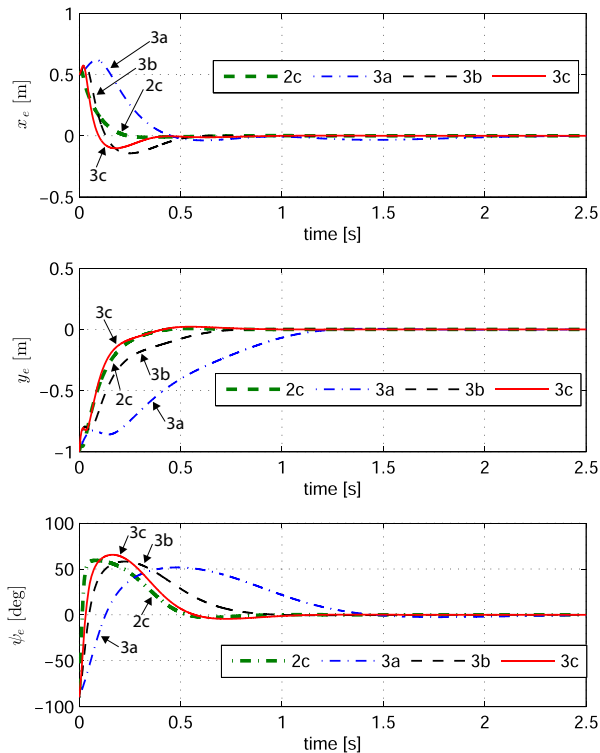 1
3a
3b
2c
0.5
2c 3a 3b 3c
x_e [m]
0
3c
−0.5
0 0.5 1 1.5 2 2.5
time [s]
0.5
3c
0
y_e [m]
3b
−0.5
2c
2c 3a 3b 3c
3a
−1
0 0.5 1 1.5 2 2.5
time [s]
100
3c
3b
50
ψ_e [deg]
2c
0
3a
−50
2c 3a 3b 3c
−100
0 0.5 1 1.5 2 2.5
time [s]